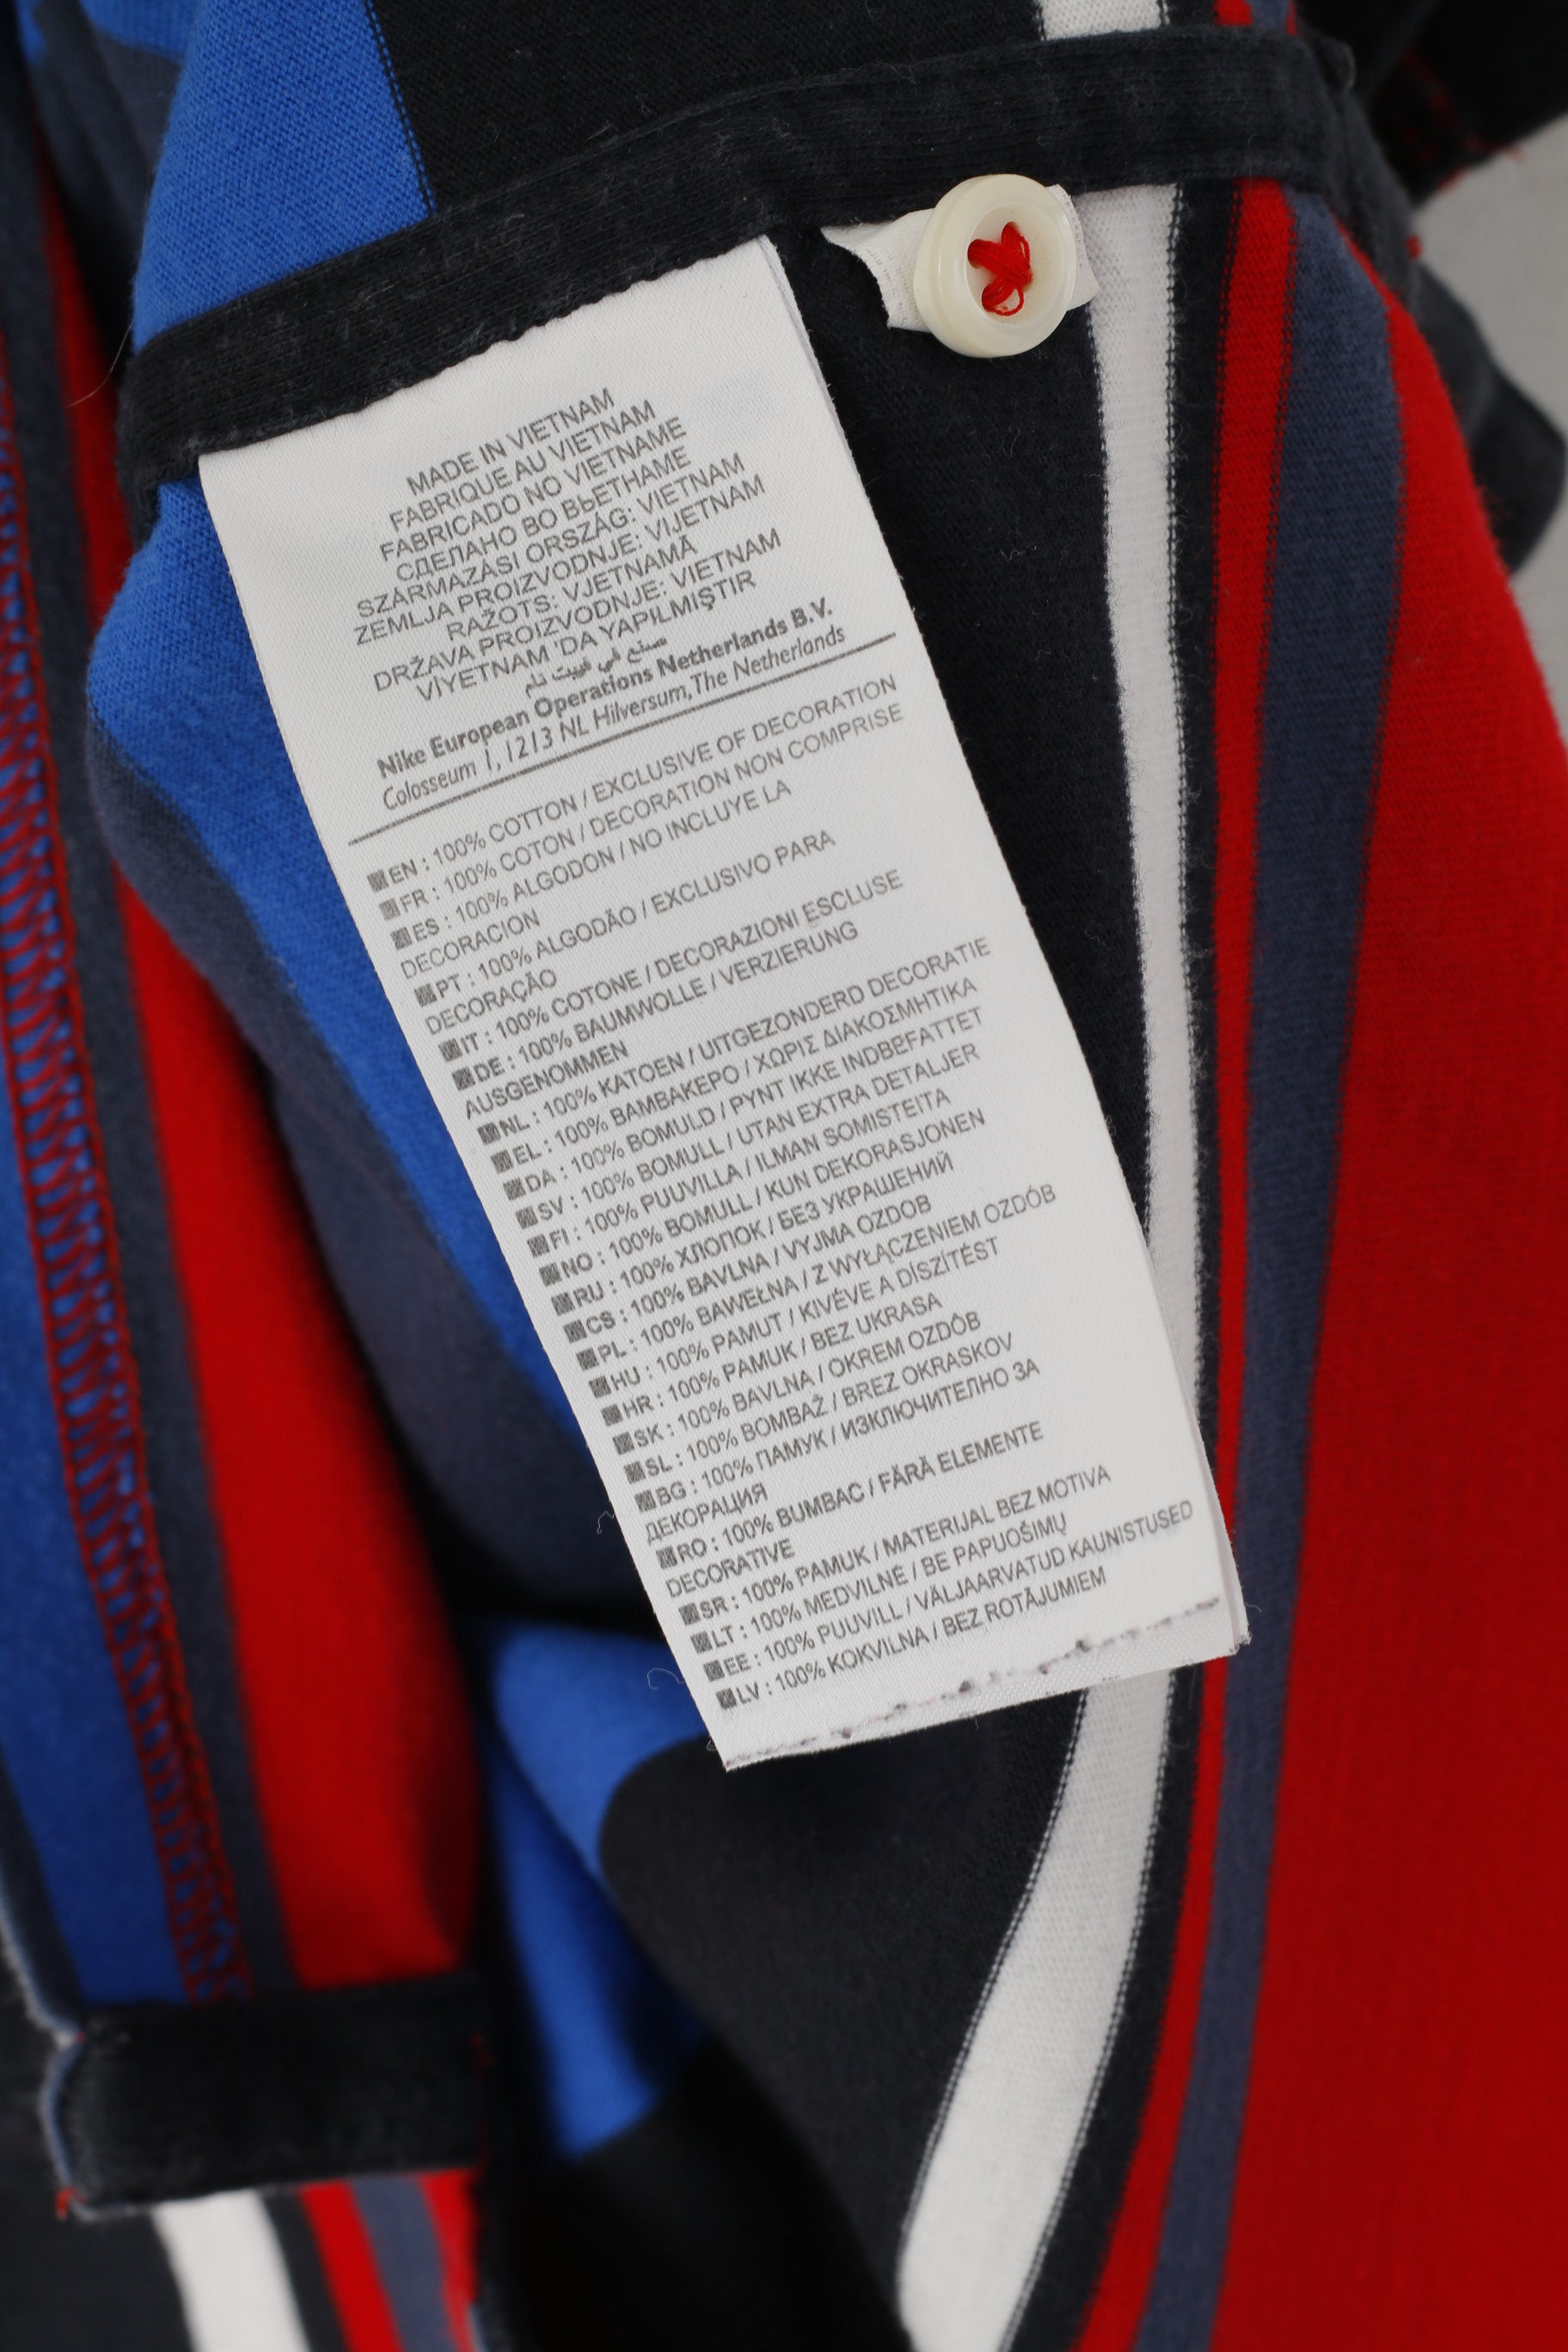 MADE IN VIETNAM
FABRIQUE AU VIETNAM
FABRICADO NO VIETNAME
СДЕЛАНО ВО ВЬЕТНАМЕ
SZÁRMAZÁSI ORSZÁG: VIETNAM
ZEMLJA PROIZVODNJE: VIJETNAM
RAŽOTS: VJETNAMĀ
DRŽAVA PROIZVODNJE: VIETNAM
VİYETNAM 'DA YAPILMIŞTIR
صنع في فييت نام
Nike European Operations Netherlands B.V.
Colosseum 1, 1213 NL Hilversum,The Netherlands
EN : 100% COTTON / EXCLUSIVE OF DECORATION
FR : 100% COTON / DECORATION NON COMPRISE
ES : 100% ALGODON / NO INCLUYE LA
DECORACION
PT : 100% ALGODÃO / EXCLUSIVO PARA
DECORAÇÃO
IT : 100% COTONE / DECORAZIONI ESCLUSE
DE : 100% BAUMWOLLE / VERZIERUNG
AUSGENOMMEN
NL : 100% KATOEN / UITGEZONDERD DECORATIE
EL : 100% ΒΑΜΒΑΚΕΡΟ / ΧΩΡΙΣ ΔΙΑΚΟΣΜΗΤΙΚΑ
DA : 100% BOMULD / PYNT IKKE INDBEFATTET
SV : 100% BOMULL / UTAN EXTRA DETALJER
FI : 100% PUUVILLA / ILMAN SOMISTEITA
NO : 100% BOMULL / KUN DEKORASJONEN
RU : 100% ХЛОПОК / БЕЗ УКРАШЕНИЙ
CS : 100% BAVLNA / VYJMA OZDOB
PL : 100% BAWEŁNA / Z WYŁĄCZENIEM OZDÓB
HU : 100% PAMUT / KIVÉVE A DÍSZÍTÉST
HR : 100% PAMUK / BEZ UKRASA
SK : 100% BAVLNA / OKREM OZDÔB
SL : 100% BOMBAŽ / BREZ OKRASKOV
BG : 100% ПАМУК / ИЗКЛЮЧИТЕЛНО ЗА
ДЕКОРАЦИЯ
RO : 100% BUMBAC / FĂRĂ ELEMENTE
DECORATIVE
SR : 100% PAMUK / MATERIJAL BEZ MOTIVA
LT : 100% MEDVILNĖ / BE PAPUOŠIMŲ
EE : 100% PUUVILL / VÄLJAARVATUD KAUNISTUSED
LV : 100% KOKVILNA / BEZ ROTĀJUMIEM